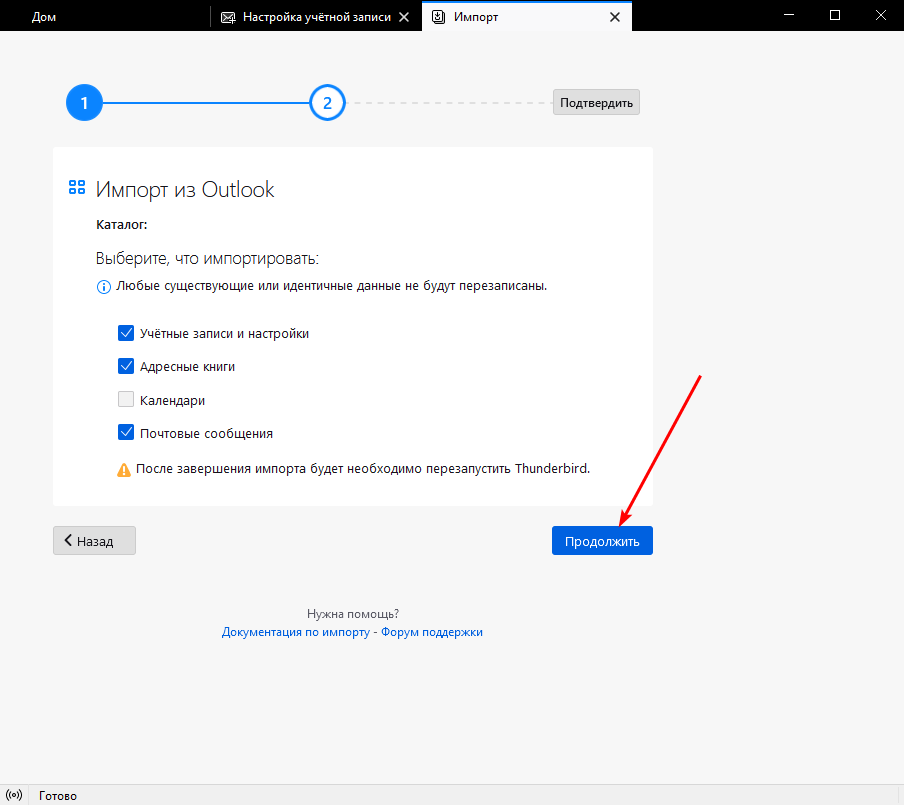 Дом
Настройка учётной записи
Импорт
1
2
Подтвердить
Импорт из Outlook
Каталог:
Выберите, что импортировать:
Любые существующие или идентичные данные не будут перезаписаны.
Учётные записи и настройки
Адресные книги
Календари
Почтовые сообщения
После завершения импорта будет необходимо перезапустить Thunderbird.
Назад
Продолжить
Нужна помощь?
Документация по импорту - Форум поддержки
Готово